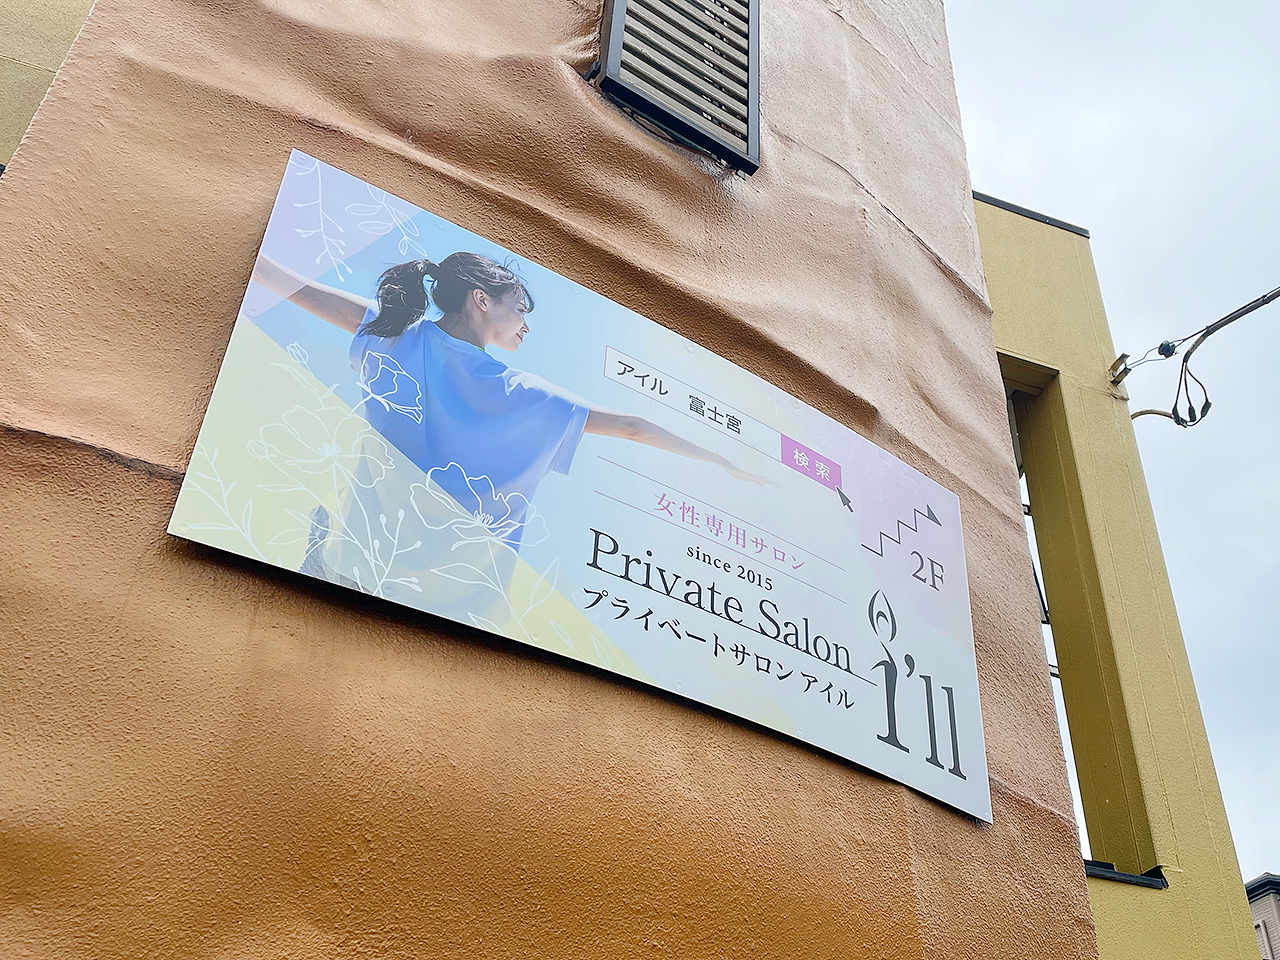 アイル 富士宮 検索
女性専用サロン
since 2015
Private Salon i'll
プライベートサロン アイル
2F